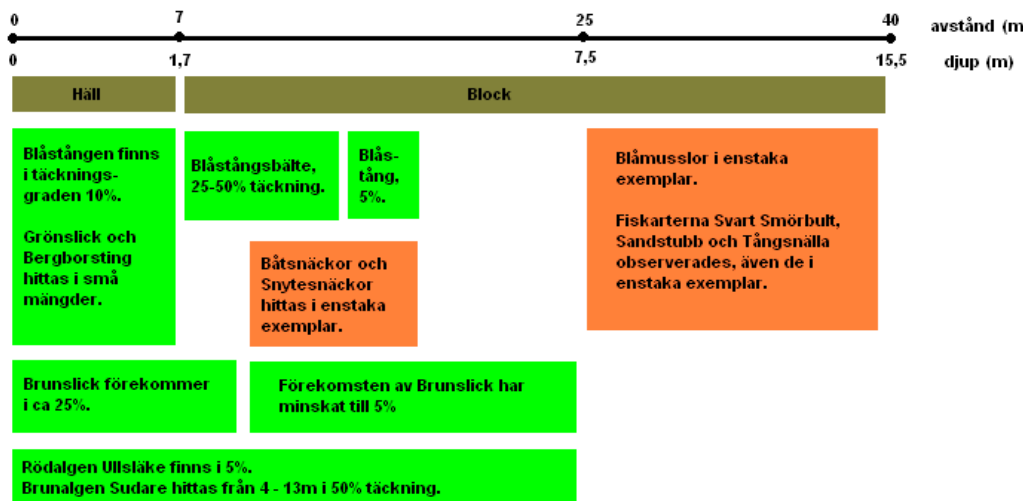 0 7 25 40 avstånd (m
0 1,7 7,5 15,5 djup (m)
Häll
Block
Blåstången finns
i täcknings-
graden 10%.
Grönslick och
Bergborsting
hittas i små
mängder.
Blåstångsbälte,
25-50% täckning.
Blås-
tång,
5%.
Båtsnäckor och
Snytesnäckor
hittas i enstaka
exemplar.
Blåmusslor i enstaka
exemplar.
Fiskarterna Svart Smörbult,
Sandstubb och Tångsnälla
observerades, även de i
enstaka exemplar.
Brunslick förekommer
i ca 25%.
Förekomsten av Brunslick har
minskat till 5%
Rödalgen Ullsläke finns i 5%.
Brunalgen Sudare hittas från 4 - 13m i 50% täckning.